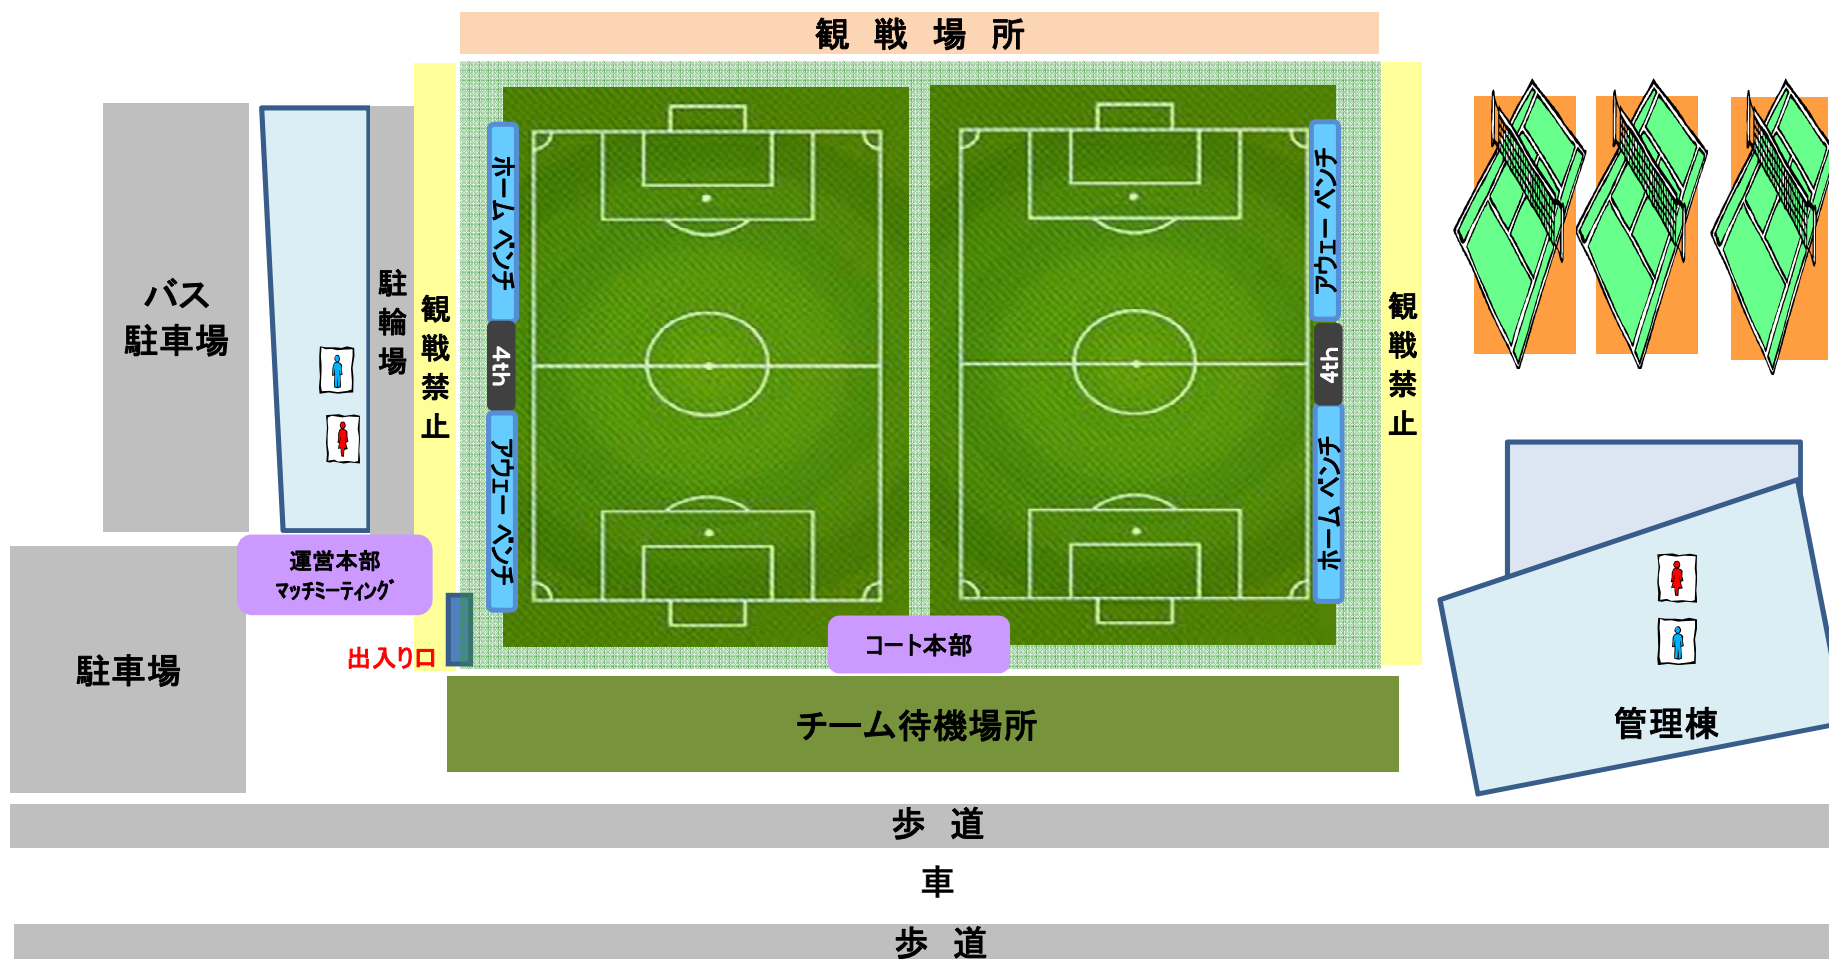 観 戦 場 所
バス
駐車場
駐輪場
観戦禁止
ホーム ベンチ
4th
アウェー ベンチ
アウェー ベンチ
4th
ホーム ベンチ
観戦禁止
運営本部
ﾏｯﾁﾐｰﾃｨﾝｸﾞ
出入り口
コート本部
駐車場
チーム待機場所
管理棟
歩 道
車
歩 道